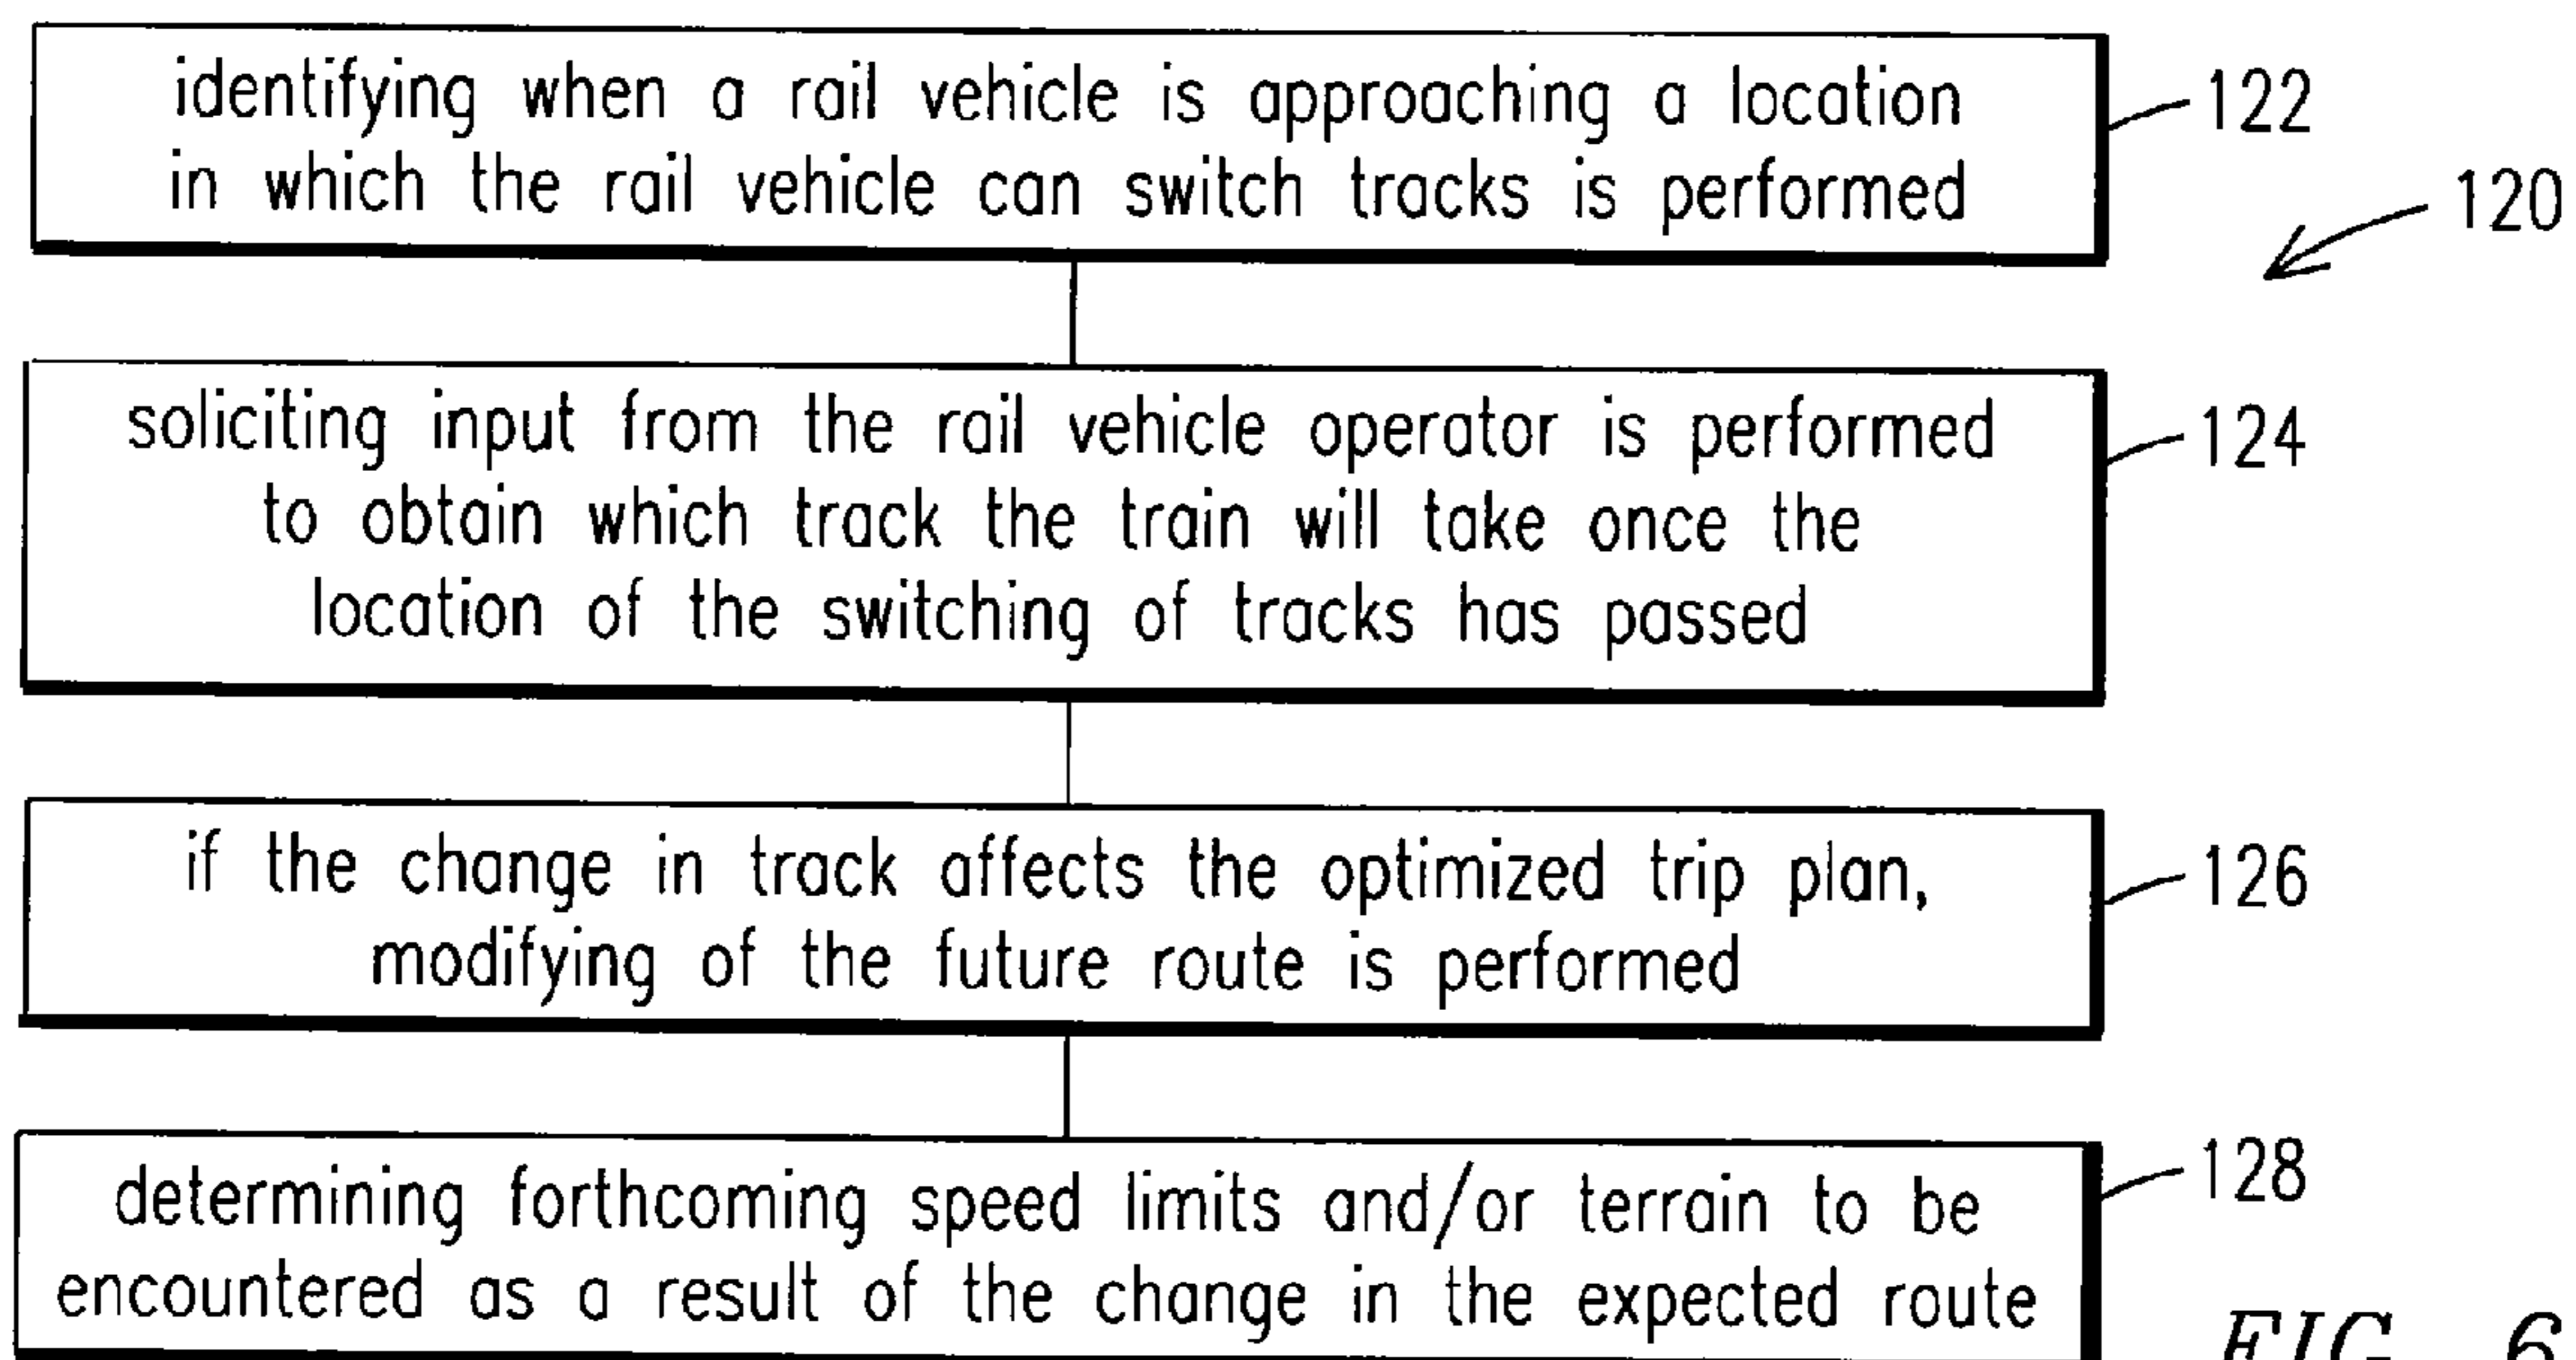 identifying when a rail vehicle is approaching a location
in which the rail vehicle can switch tracks is performed
122
120
soliciting input from the rail vehicle operator is performed
to obtain which track the train will take once the
location of the switching of tracks has passed
124
if the change in track affects the optimized trip plan,
modifying of the future route is performed
126
determining forthcoming speed limits and/or terrain to be
encountered as a result of the change in the expected route
128
FIG. 6